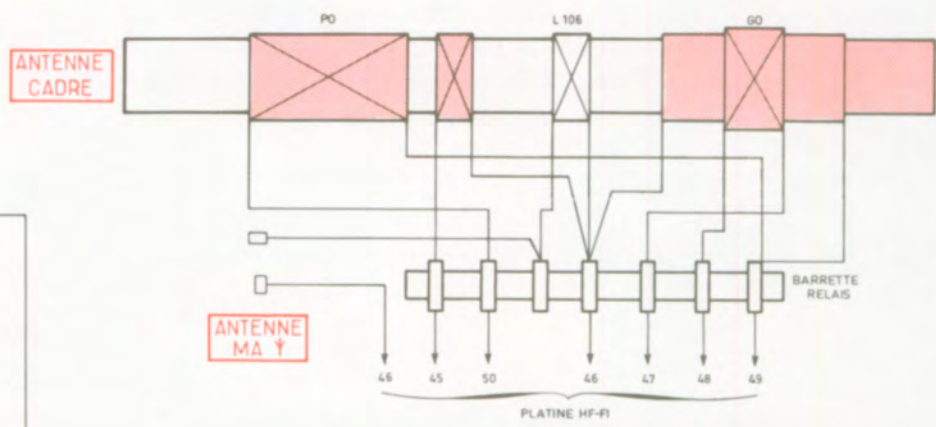 PO
L 106
GO
ANTENNE
CADRE
BARRETTE
RELAIS
ANTENNE
MA
46
45
50
46
47
48
49
PLATINE HF-FI